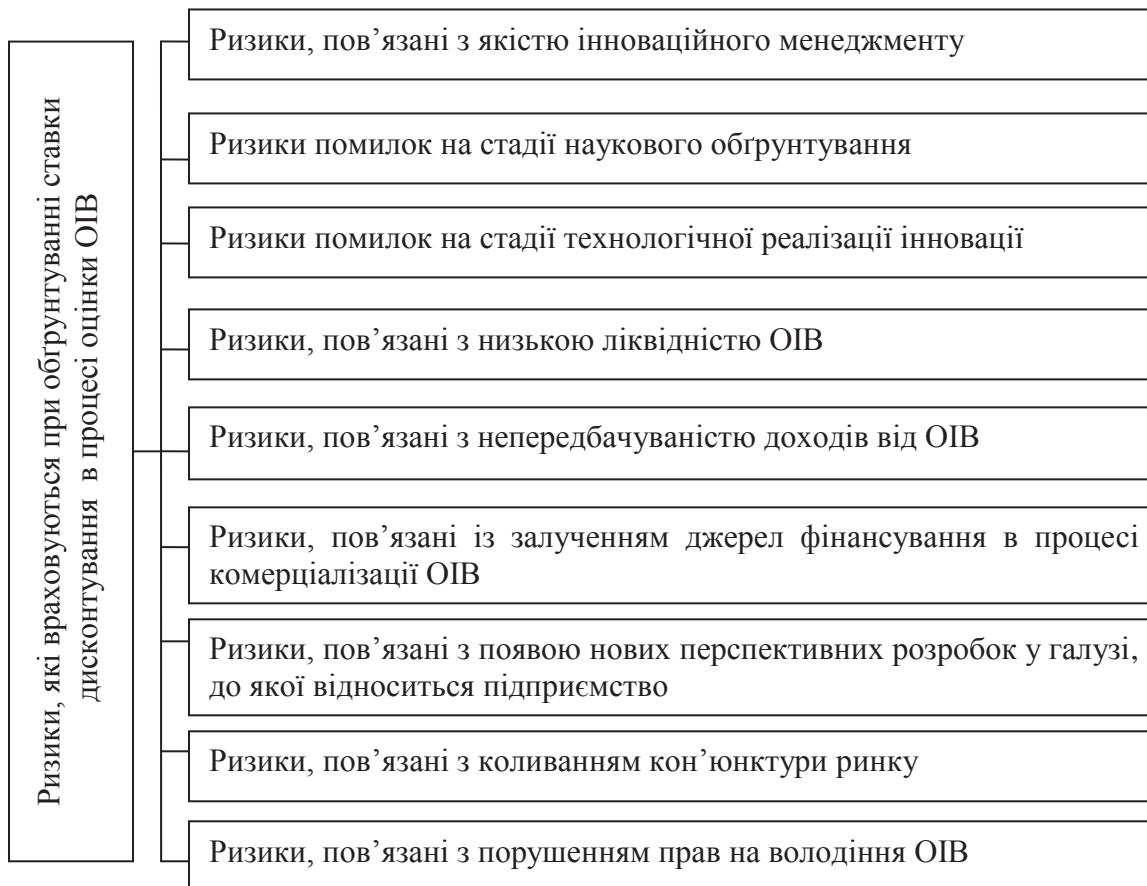 Ризики, які враховуються при обґрунтуванні ставки
дисконтування в процесі оцінки ОІВ
Ризики, пов’язані з якістю інноваційного менеджменту
Ризики помилок на стадії наукового обґрунтування
Ризики помилок на стадії технологічної реалізації інновації
Ризики, пов’язані з низькою ліквідністю ОІВ
Ризики, пов’язані з непередбачуваністю доходів від ОІВ
Ризики, пов’язані із залученням джерел фінансування в процесі
комерціалізації ОІВ
Ризики, пов’язані з появою нових перспективних розробок у галузі,
до якої відноситься підприємство
Ризики, пов’язані з коливанням кон’юнктури ринку
Ризики, пов’язані з порушенням прав на володіння ОІВ